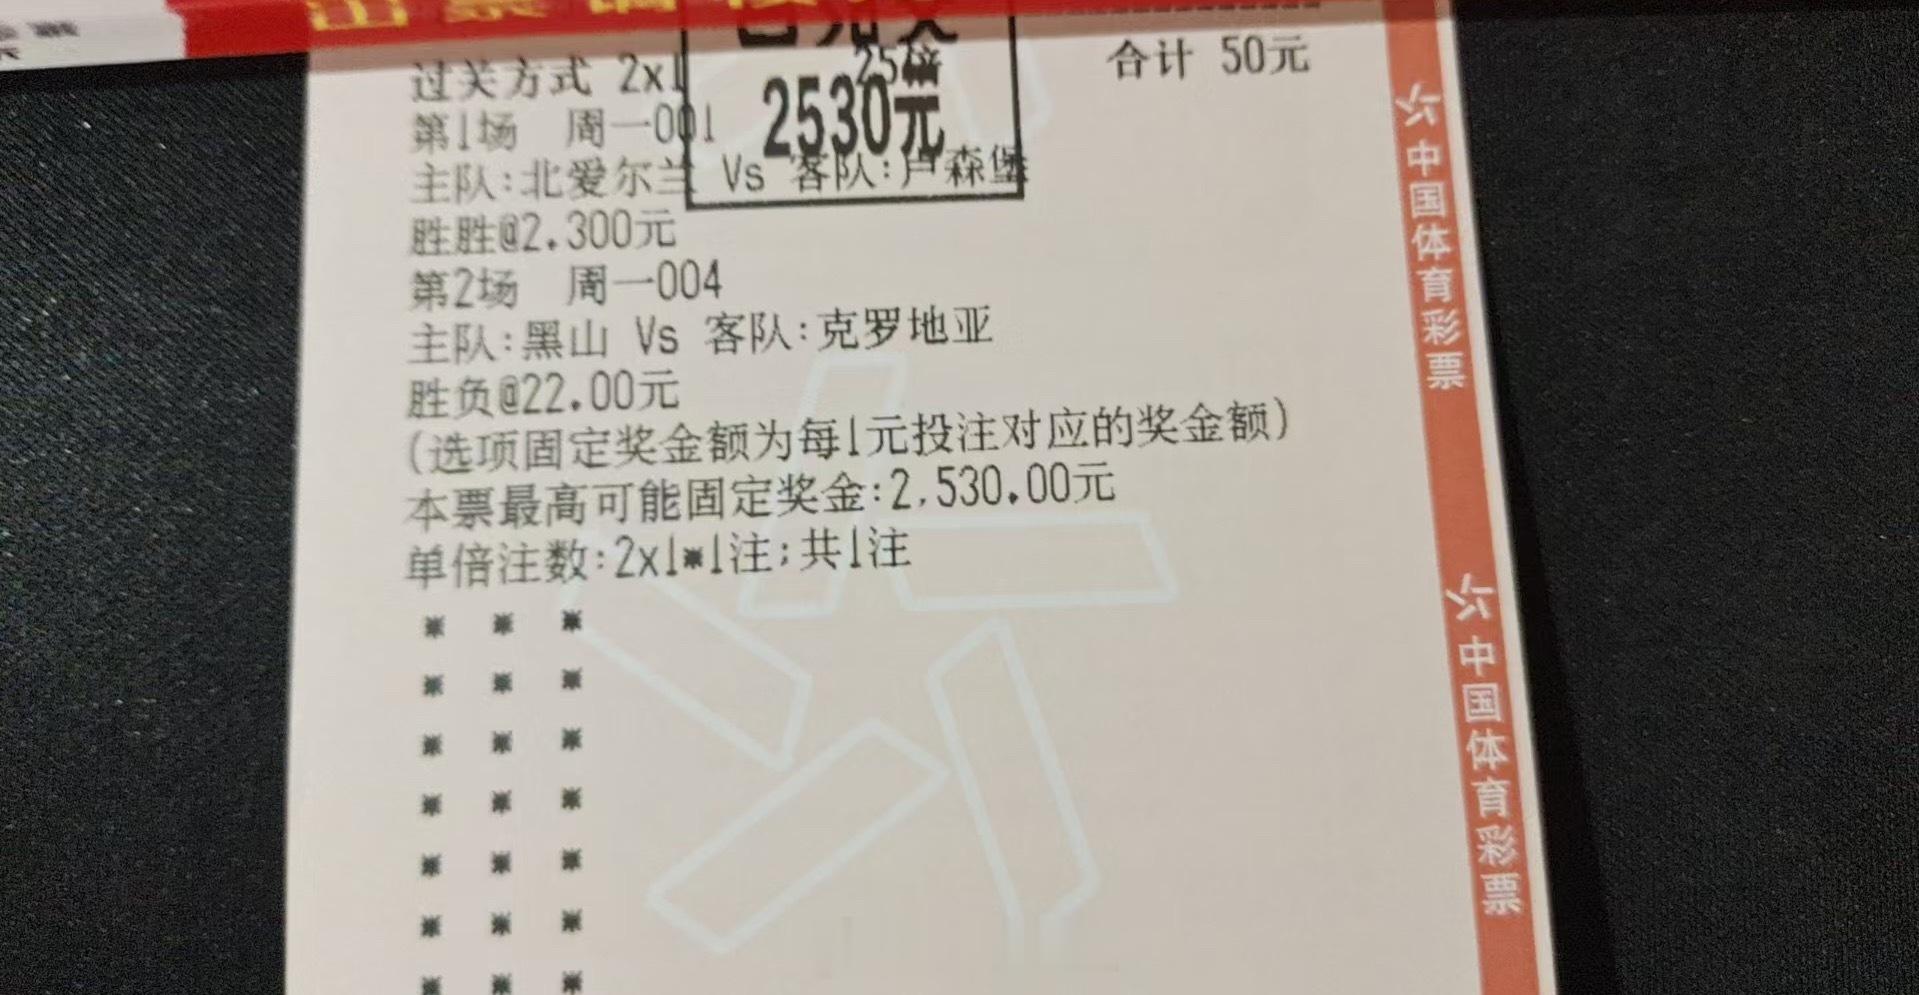 过关方式 2x1 25倍 合计 50元
2530元
第1场 周一001
主队:北爱尔兰 Vs 客队:卢森堡
胜胜@2.300元
第2场 周一004
主队:黑山 Vs 客队:克罗地亚
胜负@22.00元
(选项固定奖金额为每1元投注对应的奖金额)
本票最高可能固定奖金:2,530.00元
单倍注数:2x1*1注;共1注
※ ※ ※
※ ※ ※
※ ※ ※
※ ※ ※
※ ※ ※
※ ※ ※
※ ※ ※
中国体育彩票
中国体育彩票